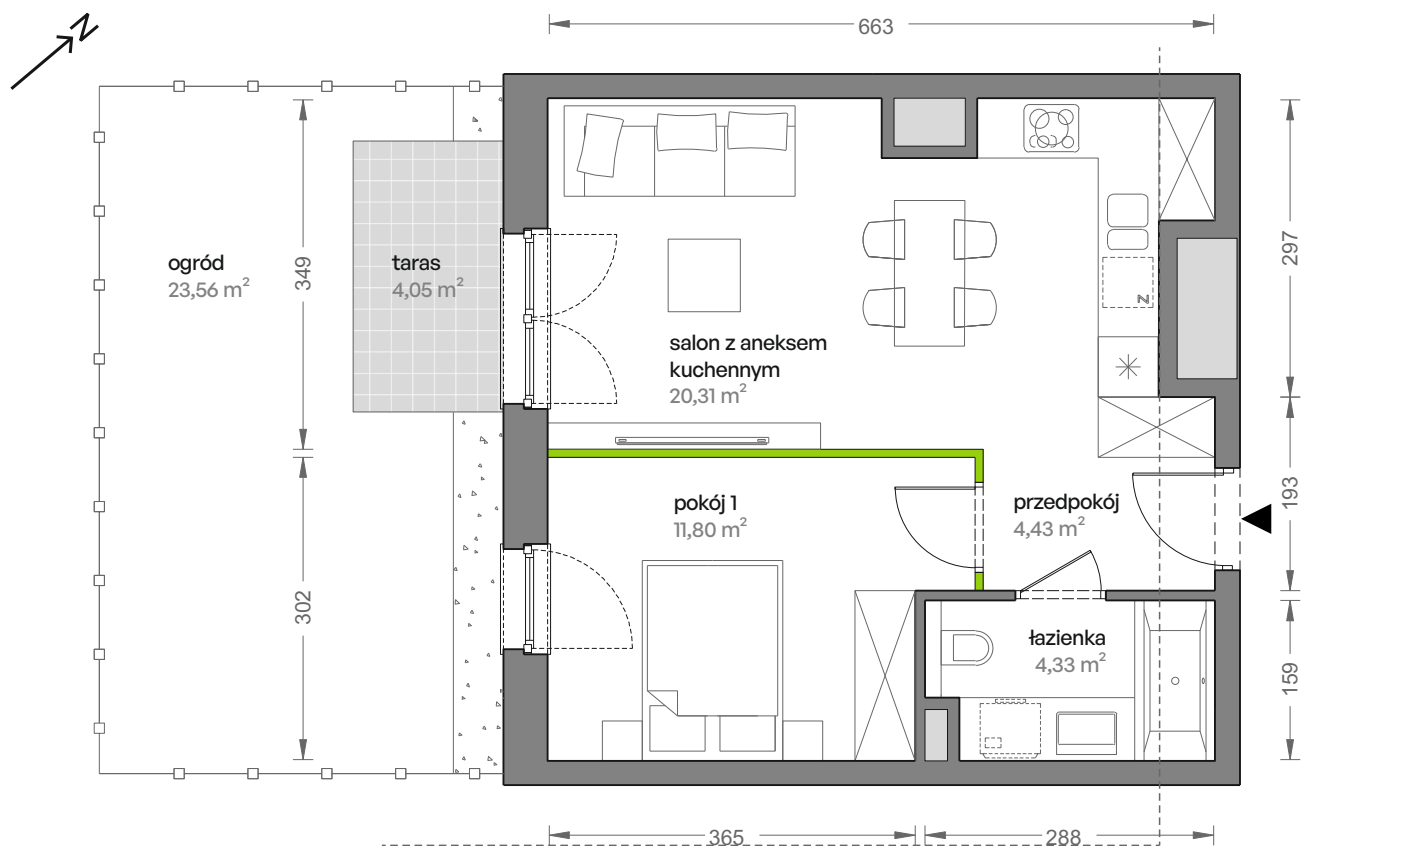 N
663
ogród
23,56 m²
349
taras
4,05 m²
salon z aneksem
kuchennym
20,31 m²
N
297
pokój 1
11,80 m²
przedpokój
4,43 m²
193
302
łazienka
4,33 m²
159
365
288